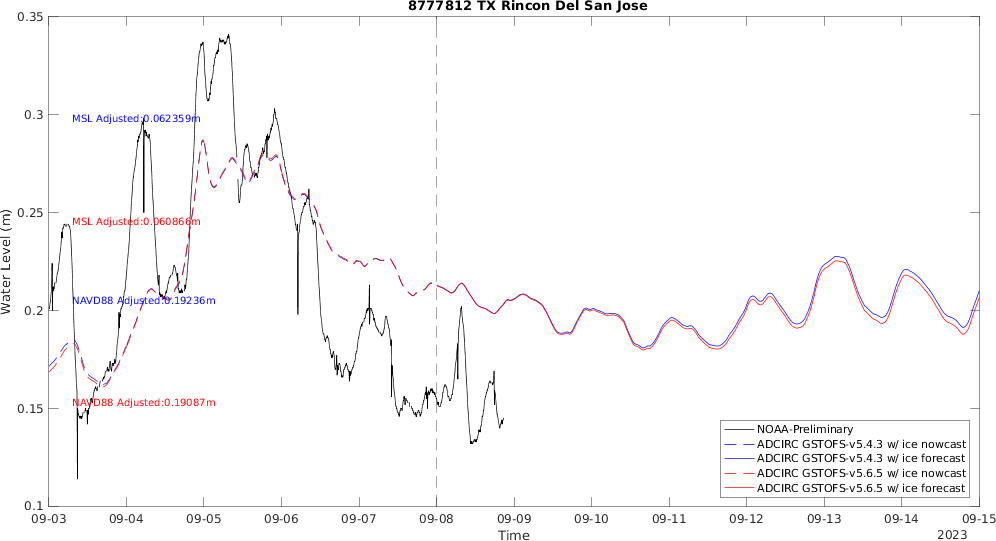 8777812 TX Rincon Del San Jose
0.35
0.3
0.25
0.2
0.15
0.1
Water Level (m)
MSL Adjusted:0.062359m
MSL Adjusted:0.060866m
NAVD88 Adjusted:0.19236m
NAVD88 Adjusted:0.19087m
NOAA-Preliminary
ADCIRC GSTOFS-v5.4.3 w/ ice nowcast
ADCIRC GSTOFS-v5.4.3 w/ ice forecast
ADCIRC GSTOFS-v5.6.5 w/ ice nowcast
ADCIRC GSTOFS-v5.6.5 w/ ice forecast
09-03 09-04 09-05 09-06 09-07 09-08 09-09 09-10 09-11 09-12 09-13 09-14 09-15
Time
2023